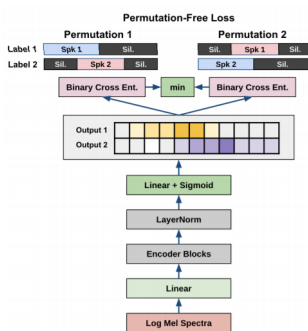 Permutation-Free Loss
Permutation 1 Permutation 2
Label 1 Spk 1 Sil. Sil. Spk 1 Sil.
Label 2 Sil. Spk 2 Sil. Spk 2 Sil.
Binary Cross Ent. min Binary Cross Ent.
Output 1
Output 2
Linear + Sigmoid
LayerNorm
Encoder Blocks
Linear
Log Mel Spectra